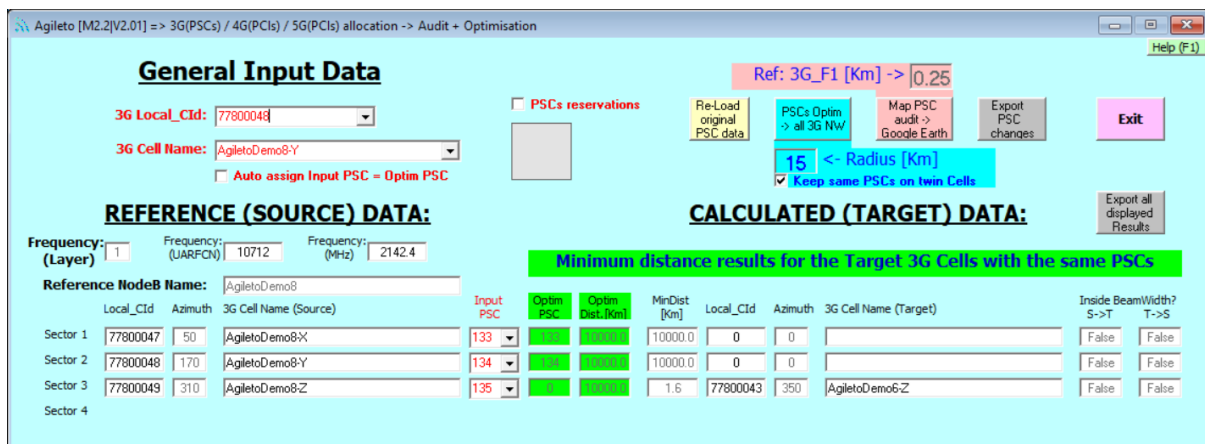 Agileto [M2.2|V2.01] => 3G(PSCs) / 4G(PCIs) / 5G(PCIs) allocation -> Audit + Optimisation
Help (F1)
General Input Data
Ref: 3G_F1 [Km] -> 0.25
3G Local_CId: 77800048
PSCs reservations
Re-Load original PSC data
PSCs Optim -> all 3G NW
Map PSC audit -> Google Earth
Export PSC changes
Exit
3G Cell Name: AgiletoDemo8-Y
15 <- Radius [Km]
Auto assign Input PSC = Optim PSC
Keep same PSCs on twin Cells
REFERENCE (SOURCE) DATA:
CALCULATED (TARGET) DATA:
Export all displayed Results
Frequency: (Layer) 1 Frequency: (UARFCN) 10712 Frequency: (MHz) 2142.4
Minimum distance results for the Target 3G Cells with the same PSCs
Reference NodeB Name: AgiletoDemo8
Local_CId Azimuth 3G Cell Name (Source) Input PSC Optim PSC Optim Dist.[Km] MinDist [Km] Local_CId Azimuth 3G Cell Name (Target) Inside BeamWidth? S->T T->S
Sector 1 77800047 50 AgiletoDemo8-X 133 133 10000.0 10000.0 0 0 False False
Sector 2 77800048 170 AgiletoDemo8-Y 134 134 10000.0 10000.0 0 0 False False
Sector 3 77800049 310 AgiletoDemo8-Z 135 0 10000.0 1.6 77800043 350 AgiletoDemo6-Z False False
Sector 4